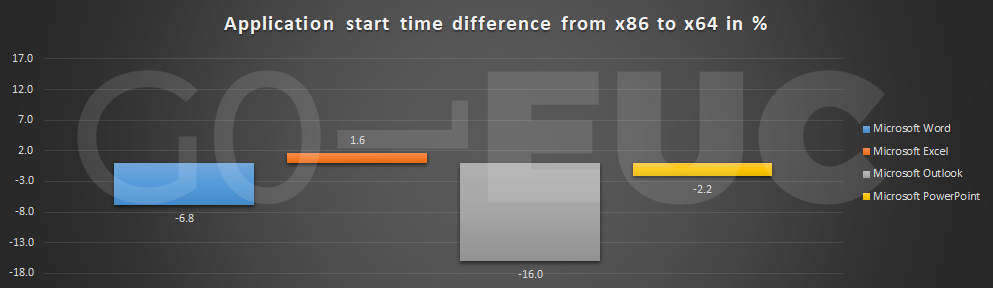 Application start time difference from x86 to x64 in %
GO-EUC
17.0
12.0
7.0
2.0
-3.0
-8.0
-13.0
-18.0
-6.8
1.6
-16.0
-2.2
Microsoft Word
Microsoft Excel
Microsoft Outlook
Microsoft PowerPoint